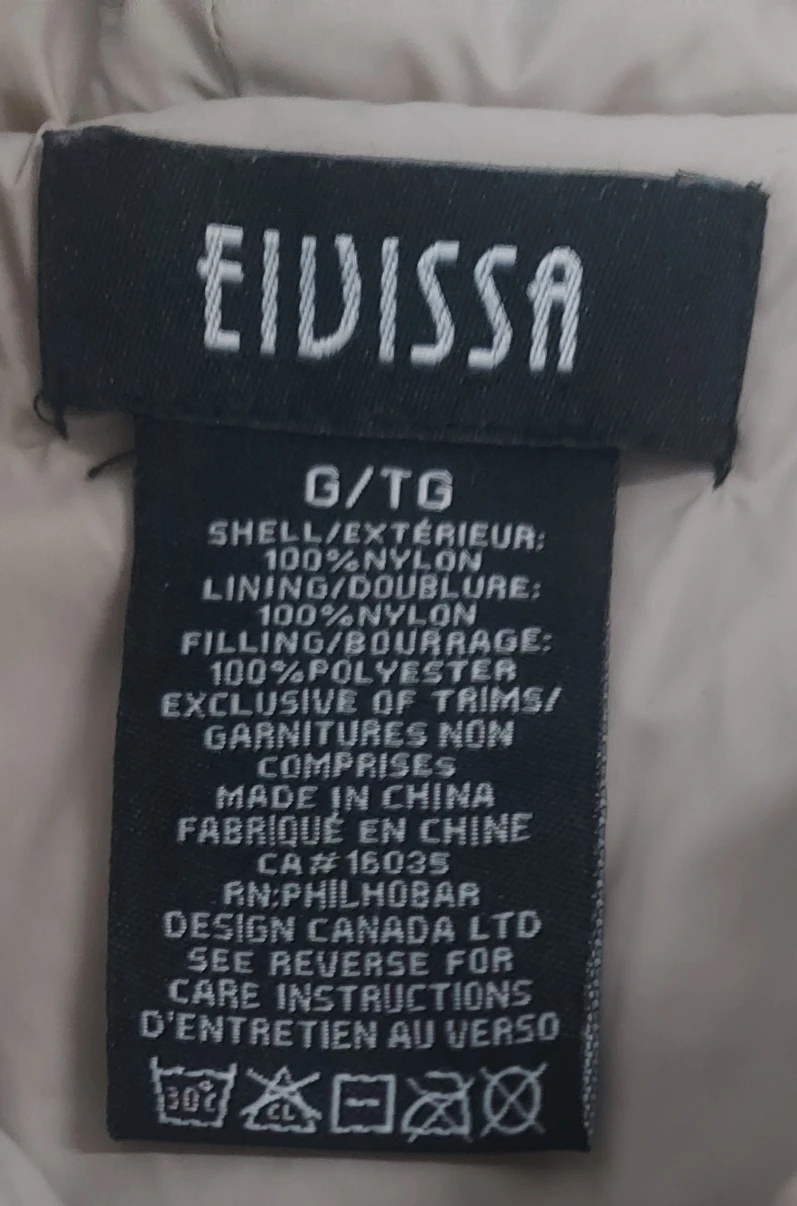 EIVISSA
G/TG
SHELL/EXTÉRIEUR:
100%NYLON
LINING/DOUBLURE:
100%NYLON
FILLING/BOURRAGE:
100%POLYESTER
EXCLUSIVE OF TRIMS/
GARNITURES NON
COMPRISES
MADE IN CHINA
FABRIQUÉ EN CHINE
CA#16035
RN:PHILHOBAR
DESIGN CANADA LTD
SEE REVERSE FOR
CARE INSTRUCTIONS
D'ENTRETIEN AU VERSO
30°C CL